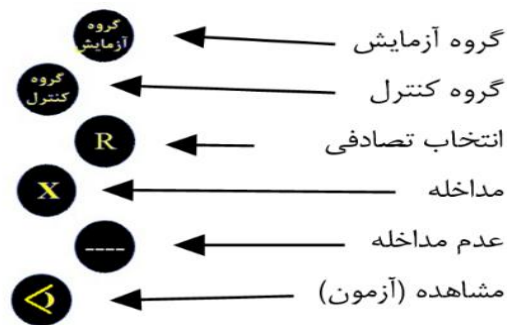 گروه آزمایش
گروه آزمایش
گروه کنترل
گروه کنترل
انتخاب تصادفی
R
مداخله
X
عدم مداخله
----
مشاهده (آزمون)